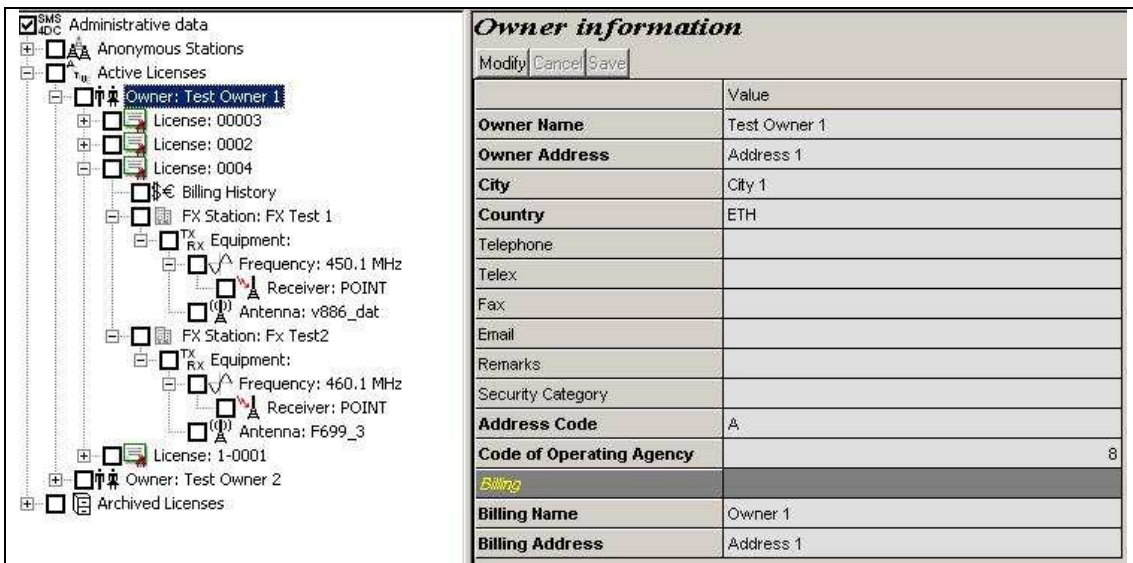 SMS
4DC Administrative data
Anonymous Stations
Active Licenses
Owner: Test Owner 1
License: 00003
License: 0002
License: 0004
$€ Billing History
FX Station: FX Test 1
TX
RX Equipment:
Frequency: 450.1 MHz
Receiver: POINT
Antenna: v886_dat
FX Station: Fx Test2
TX
RX Equipment:
Frequency: 460.1 MHz
Receiver: POINT
Antenna: F699_3
License: 1-0001
Owner: Test Owner 2
Archived Licenses
Owner information
Modify Cancel Save
Value
Owner Name Test Owner 1
Owner Address Address 1
City City 1
Country ETH
Telephone
Telex
Fax
Email
Remarks
Security Category
Address Code A
Code of Operating Agency 8
Billing
Billing Name Owner 1
Billing Address Address 1